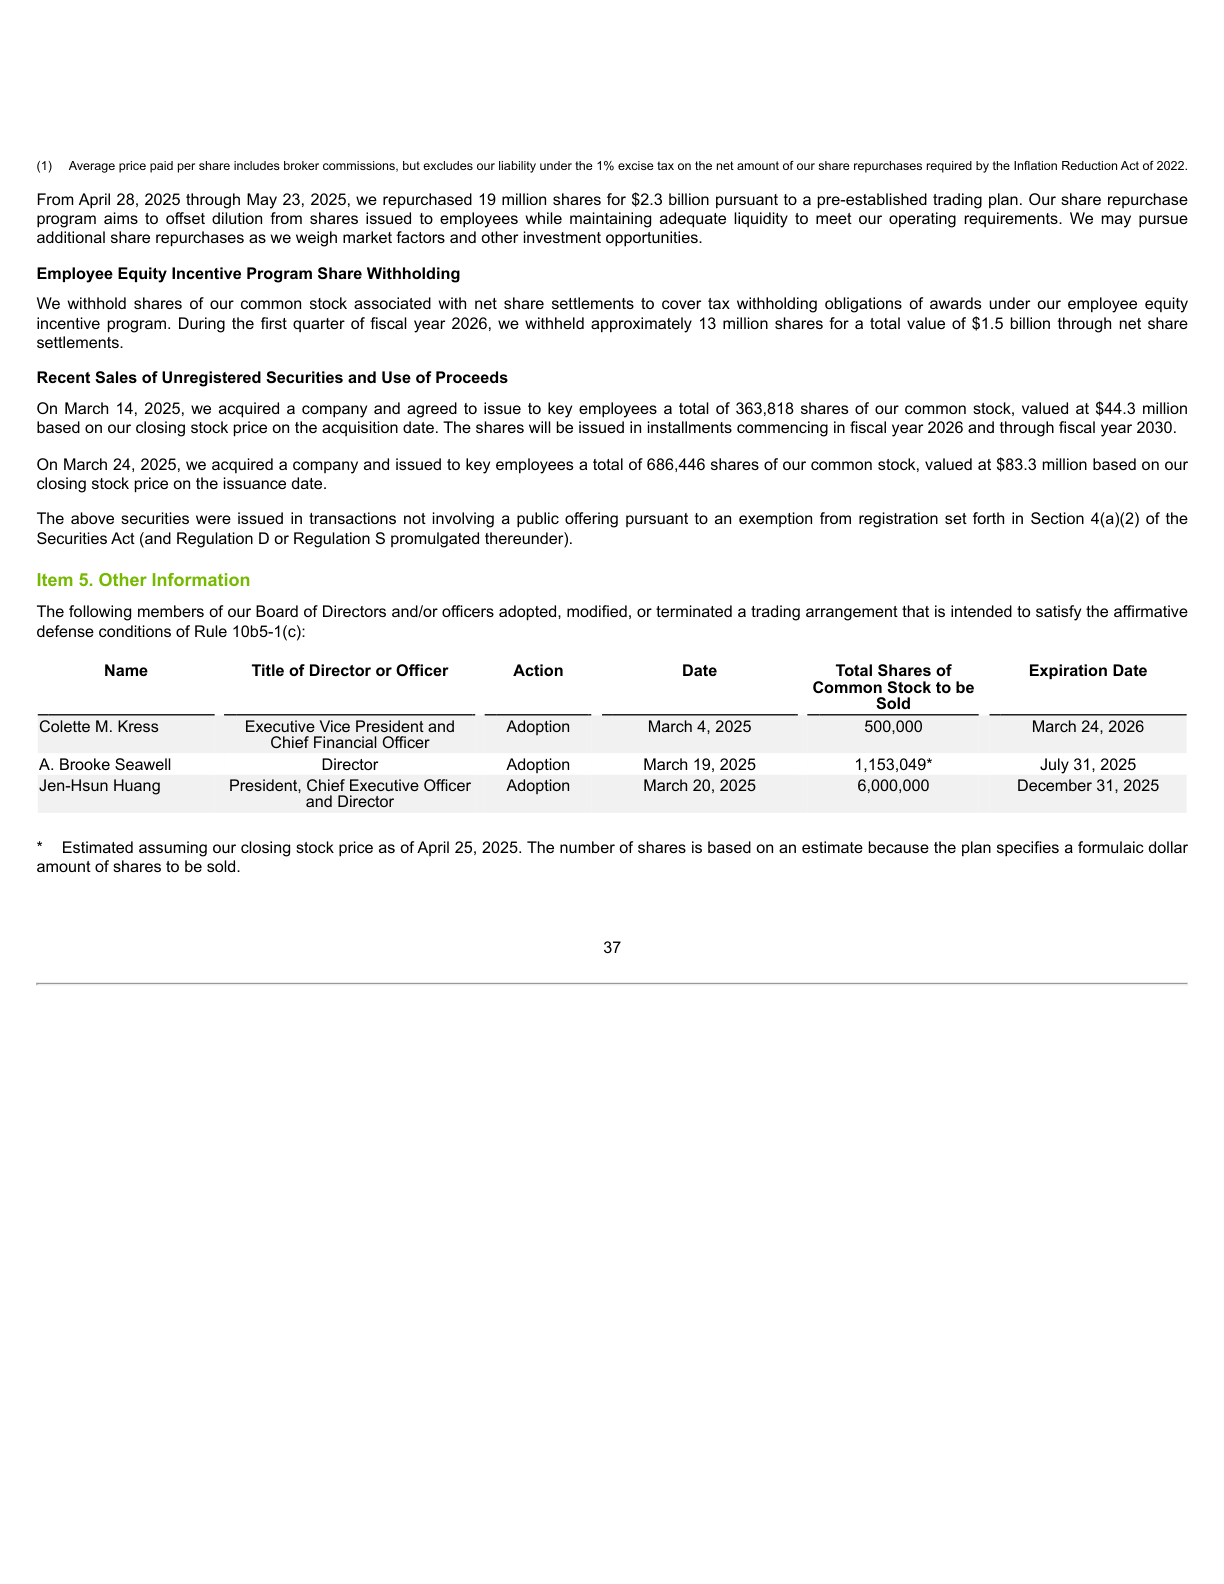 (1) Average price paid per share includes broker commissions, but excludes our liability under the 1% excise tax on the net amount of our share repurchases required by the Inflation Reduction Act of 2022.
From April 28, 2025 through May 23, 2025, we repurchased 19 million shares for $2.3 billion pursuant to a pre-established trading plan. Our share repurchase
program aims to offset dilution from shares issued to employees while maintaining adequate liquidity to meet our operating requirements. We may pursue
additional share repurchases as we weigh market factors and other investment opportunities.
Employee Equity Incentive Program Share Withholding
We withhold shares of our common stock associated with net share settlements to cover tax withholding obligations of awards under our employee equity
incentive program. During the first quarter of fiscal year 2026, we withheld approximately 13 million shares for a total value of $1.5 billion through net share
settlements.
Recent Sales of Unregistered Securities and Use of Proceeds
On March 14, 2025, we acquired a company and agreed to issue to key employees a total of 363,818 shares of our common stock, valued at $44.3 million
based on our closing stock price on the acquisition date. The shares will be issued in installments commencing in fiscal year 2026 and through fiscal year 2030.
On March 24, 2025, we acquired a company and issued to key employees a total of 686,446 shares of our common stock, valued at $83.3 million based on our
closing stock price on the issuance date.
The above securities were issued in transactions not involving a public offering pursuant to an exemption from registration set forth in Section 4(a)(2) of the
Securities Act (and Regulation D or Regulation S promulgated thereunder).
Item 5. Other Information
The following members of our Board of Directors and/or officers adopted, modified, or terminated a trading arrangement that is intended to satisfy the affirmative
defense conditions of Rule 10b5-1(c):
Name Title of Director or Officer Action Date Total Shares of Expiration Date
Common Stock to be
Sold
Colette M. Kress Executive Vice President and Adoption March 4, 2025 500,000 March 24, 2026
Chief Financial Officer
A. Brooke Seawell Director Adoption March 19, 2025 1,153,049* July 31, 2025
Jen-Hsun Huang President, Chief Executive Officer Adoption March 20, 2025 6,000,000 December 31, 2025
and Director
* Estimated assuming our closing stock price as of April 25, 2025. The number of shares is based on an estimate because the plan specifies a formulaic dollar
amount of shares to be sold.
37